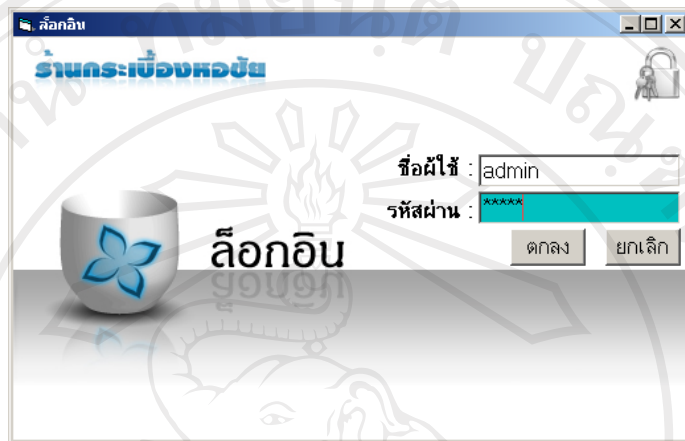 ล็อกอิน
ร้านกระเบื้องหอชัย
ชื่อผู้ใช้ : admin
รหัสผ่าน : *****
ล็อกอิน
ตกลง ยกเลิก